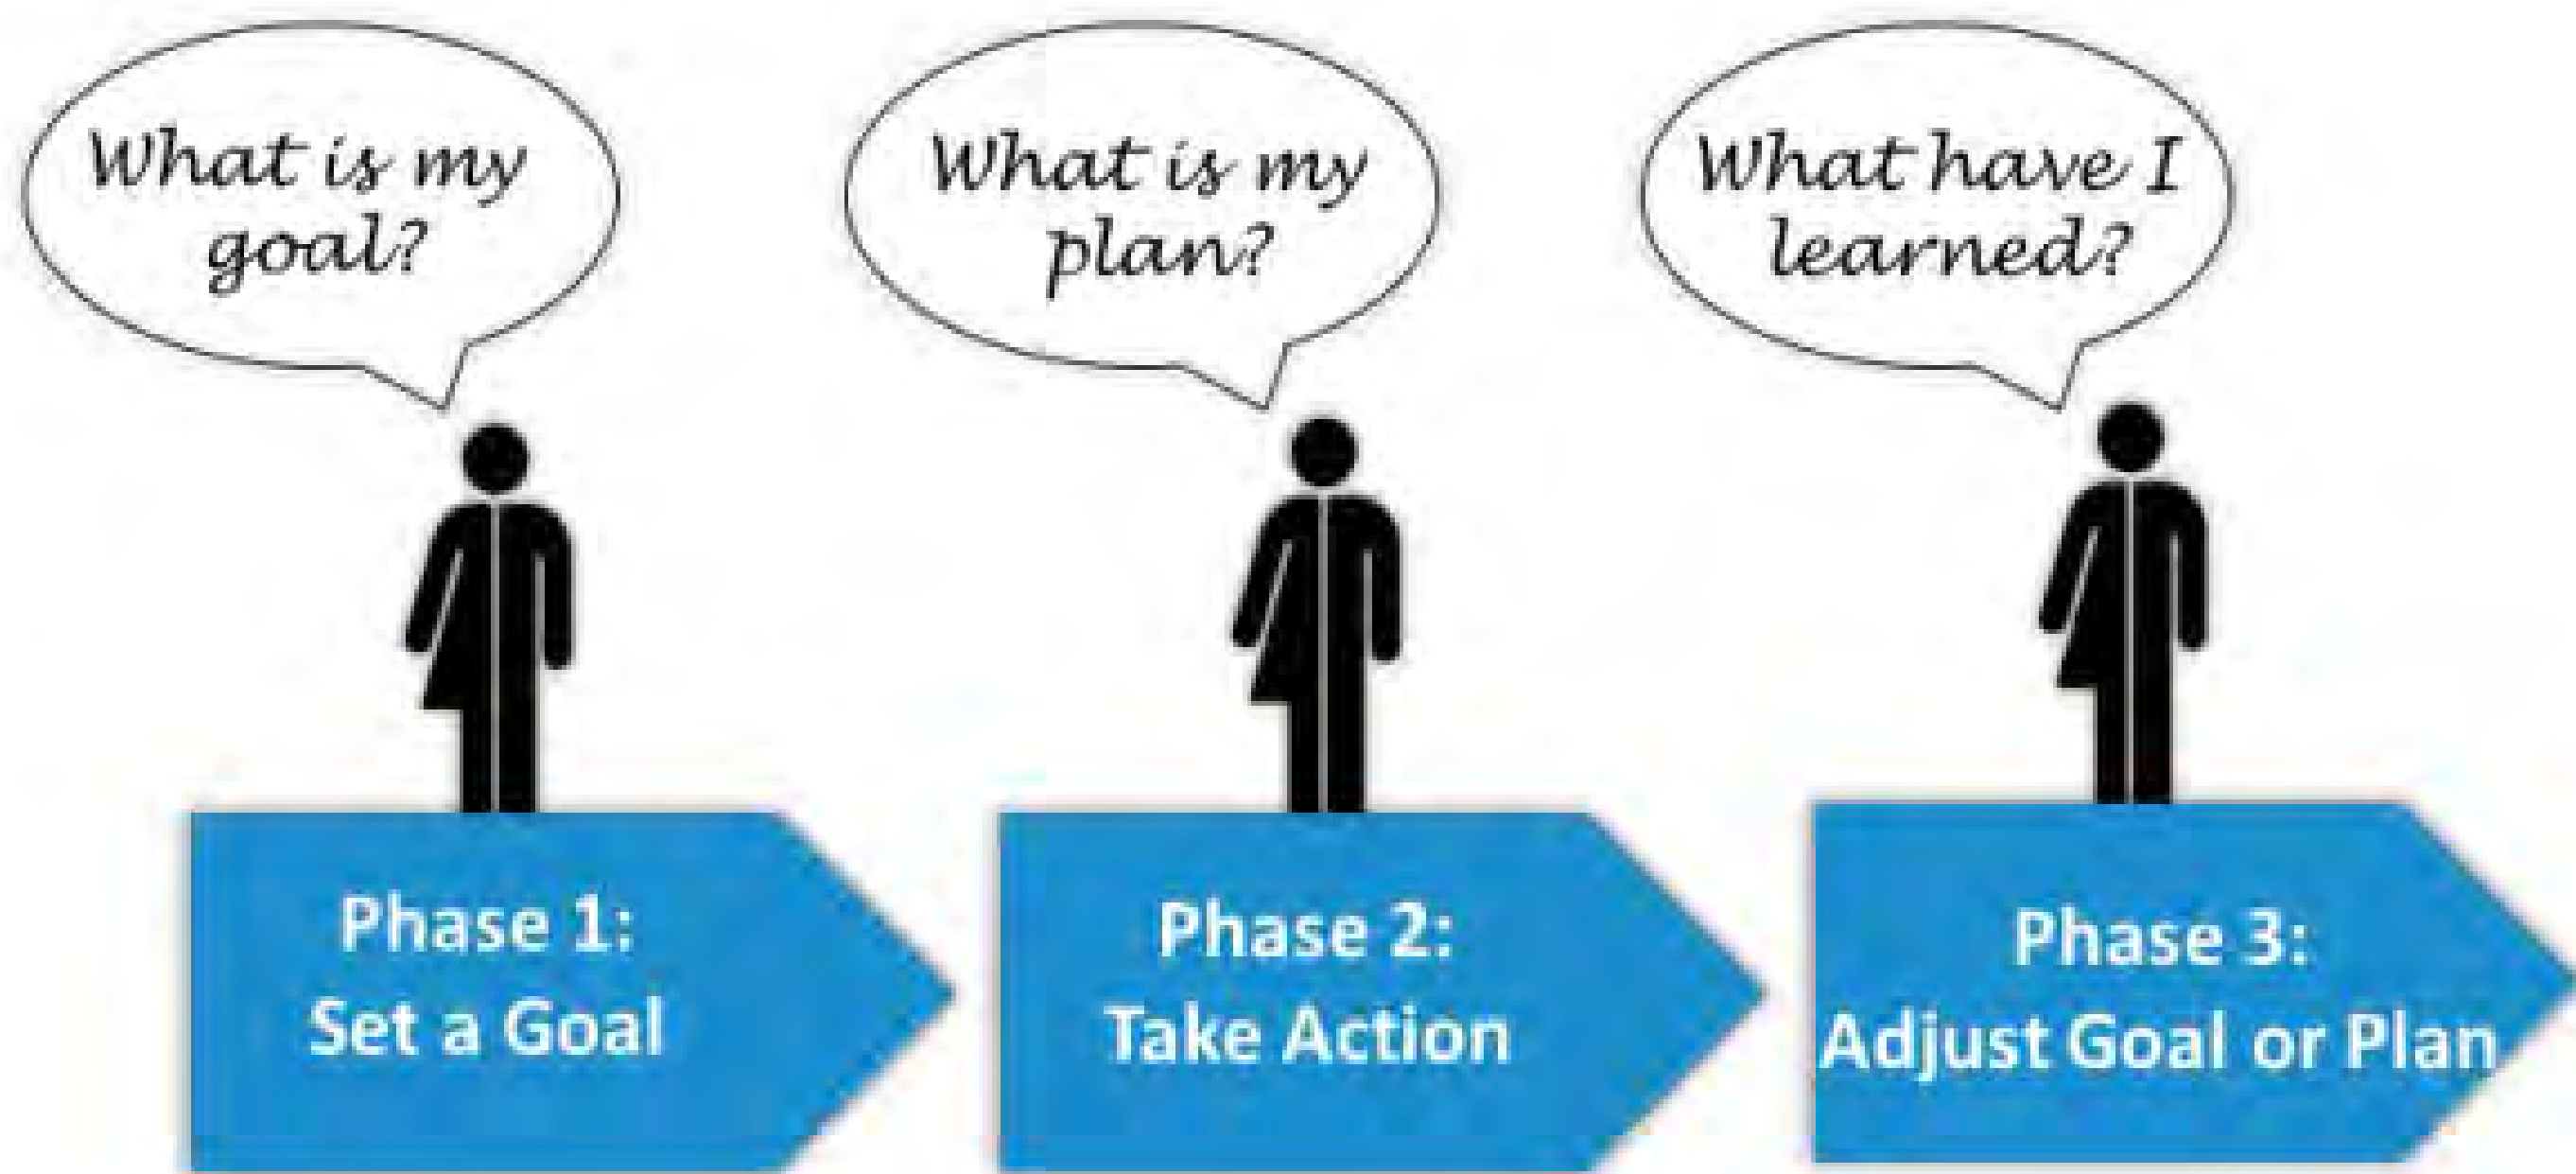 What is my
goal?
What is my
plan?
What have I
learned?
Phase 1:
Set a Goal
Phase 2:
Take Action
Phase 3:
Adjust Goal or Plan